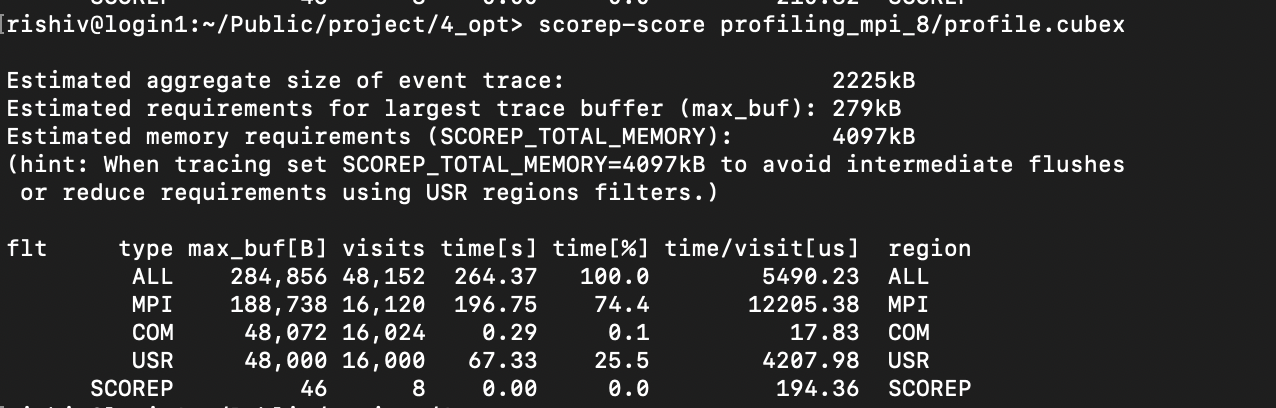 [rishiv@login1:~/Public/project/4_opt> scorep-score profiling_mpi_8/profile.cubex
Estimated aggregate size of event trace: 2225kB
Estimated requirements for largest trace buffer (max_buf): 279kB
Estimated memory requirements (SCOREP_TOTAL_MEMORY): 4097kB
(hint: When tracing set SCOREP_TOTAL_MEMORY=4097kB to avoid intermediate flushes
or reduce requirements using USR regions filters.)
flt type max_buf[B] visits time[s] time[%] time/visit[us] region
ALL 284,856 48,152 264.37 100.0 5490.23 ALL
MPI 188,738 16,120 196.75 74.4 12205.38 MPI
COM 48,072 16,024 0.29 0.1 17.83 COM
USR 48,000 16,000 67.33 25.5 4207.98 USR
SCOREP 46 8 0.00 0.0 194.36 SCOREP